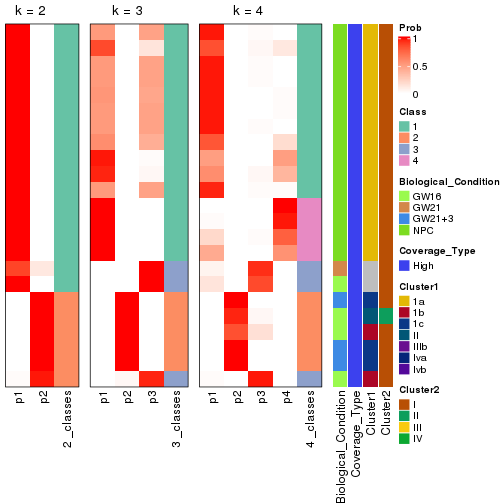 k = 2
k = 3
k = 4
p1
p2
2_classes
p1
p2
p3
3_classes
p1
p2
p3
p4
4_classes
Biological_Condition
Coverage_Type
Cluster1
Cluster2
Prob
1
0.5
0
Class
1
2
3
4
Biological_Condition
GW16
GW21
GW21+3
NPC
Coverage_Type
High
Cluster1
1a
1b
1c
II
IIIb
Iva
Ivb
Cluster2
I
II
III
IV